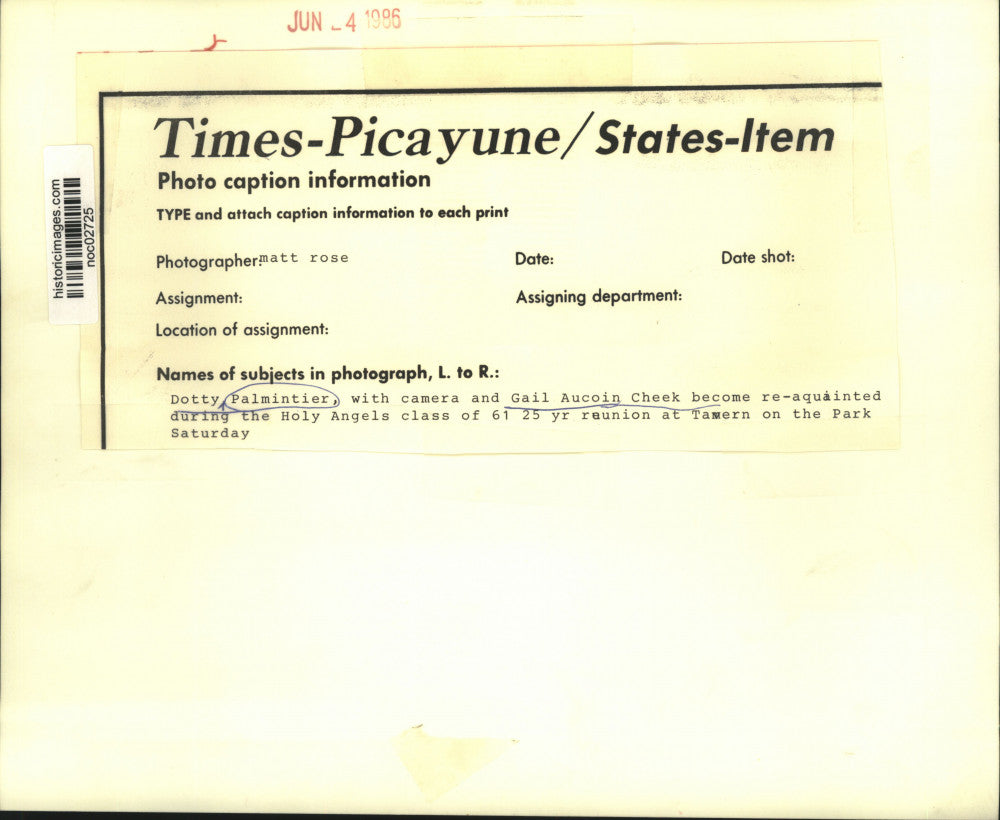 JUN - 4 1986
Times-Picayune/States-Item
Photo caption information
TYPE and attach caption information to each print
Photographer: matt rose Date: Date shot:
Assignment: Assigning department:
Location of assignment:
Names of subjects in photograph, L. to R.:
Dotty Palmintier, with camera and Gail Aucoin Cheek become re-aquainted
during the Holy Angels class of 61 25 yr reunion at Tavern on the Park
Saturday
historicimages.com
noc02725